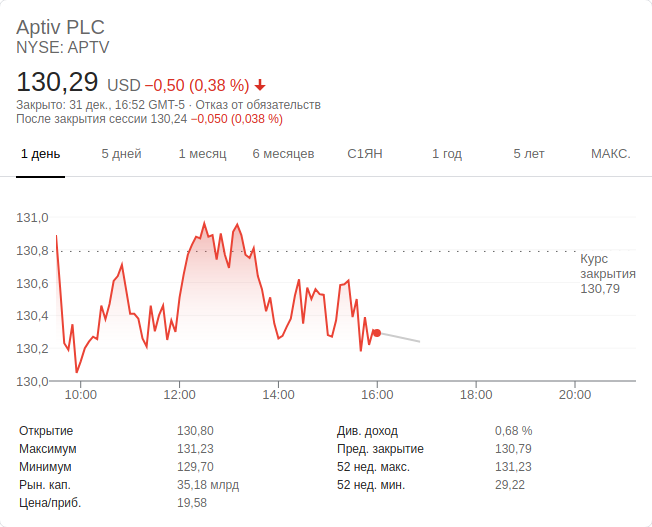 Aptiv PLC
NYSE: APTV
130,29 USD −0,50 (0,38 %)
Закрыто: 31 дек., 16:52 GMT-5 · Отказ от обязательств
После закрытия сессии 130,24 −0,050 (0,038 %)
1 день 5 дней 1 месяц 6 месяцев С1ЯН 1 год 5 лет МАКС.
131,0
130,8
Курс
закрытия
130,79
130,6
130,4
130,2
130,0
10:00 12:00 14:00 16:00 18:00 20:00
Открытие 130,80 Див. доход 0,68 %
Максимум 131,23 Пред. закрытие 130,79
Минимум 129,70 52 нед. макс. 131,23
Рын. кап. 35,18 млрд 52 нед. мин. 29,22
Цена/приб. 19,58